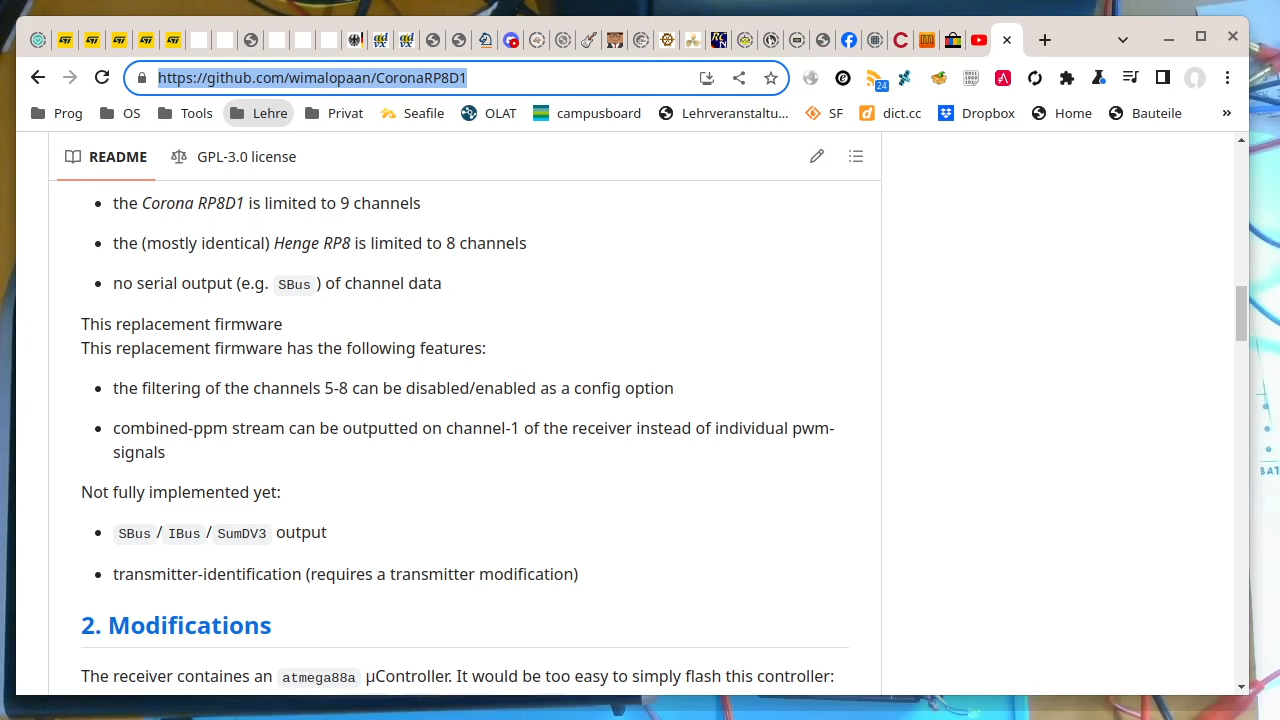 https://github.com/wimalopaan/CoronaRP8D1
24
Prog
OS
Tools
Lehre
Privat
Seafile
OLAT
campusboard
Lehrveranstaltu...
SF
dict.cc
Dropbox
Home
Bauteile
»
README
GPL-3.0 license
• the Corona RP8D1 is limited to 9 channels
• the (mostly identical) Henge RP8 is limited to 8 channels
• no serial output (e.g. SBus) of channel data
This replacement firmware
This replacement firmware has the following features:
• the filtering of the channels 5-8 can be disabled/enabled as a config option
• combined-ppm stream can be outputted on channel-1 of the receiver instead of individual pwm-
signals
Not fully implemented yet:
• SBus/IBus/SumDV3 output
• transmitter-identification (requires a transmitter modification)
2. Modifications
The receiver containes an atmega88a µController. It would be too easy to simply flash this controller:
BAT